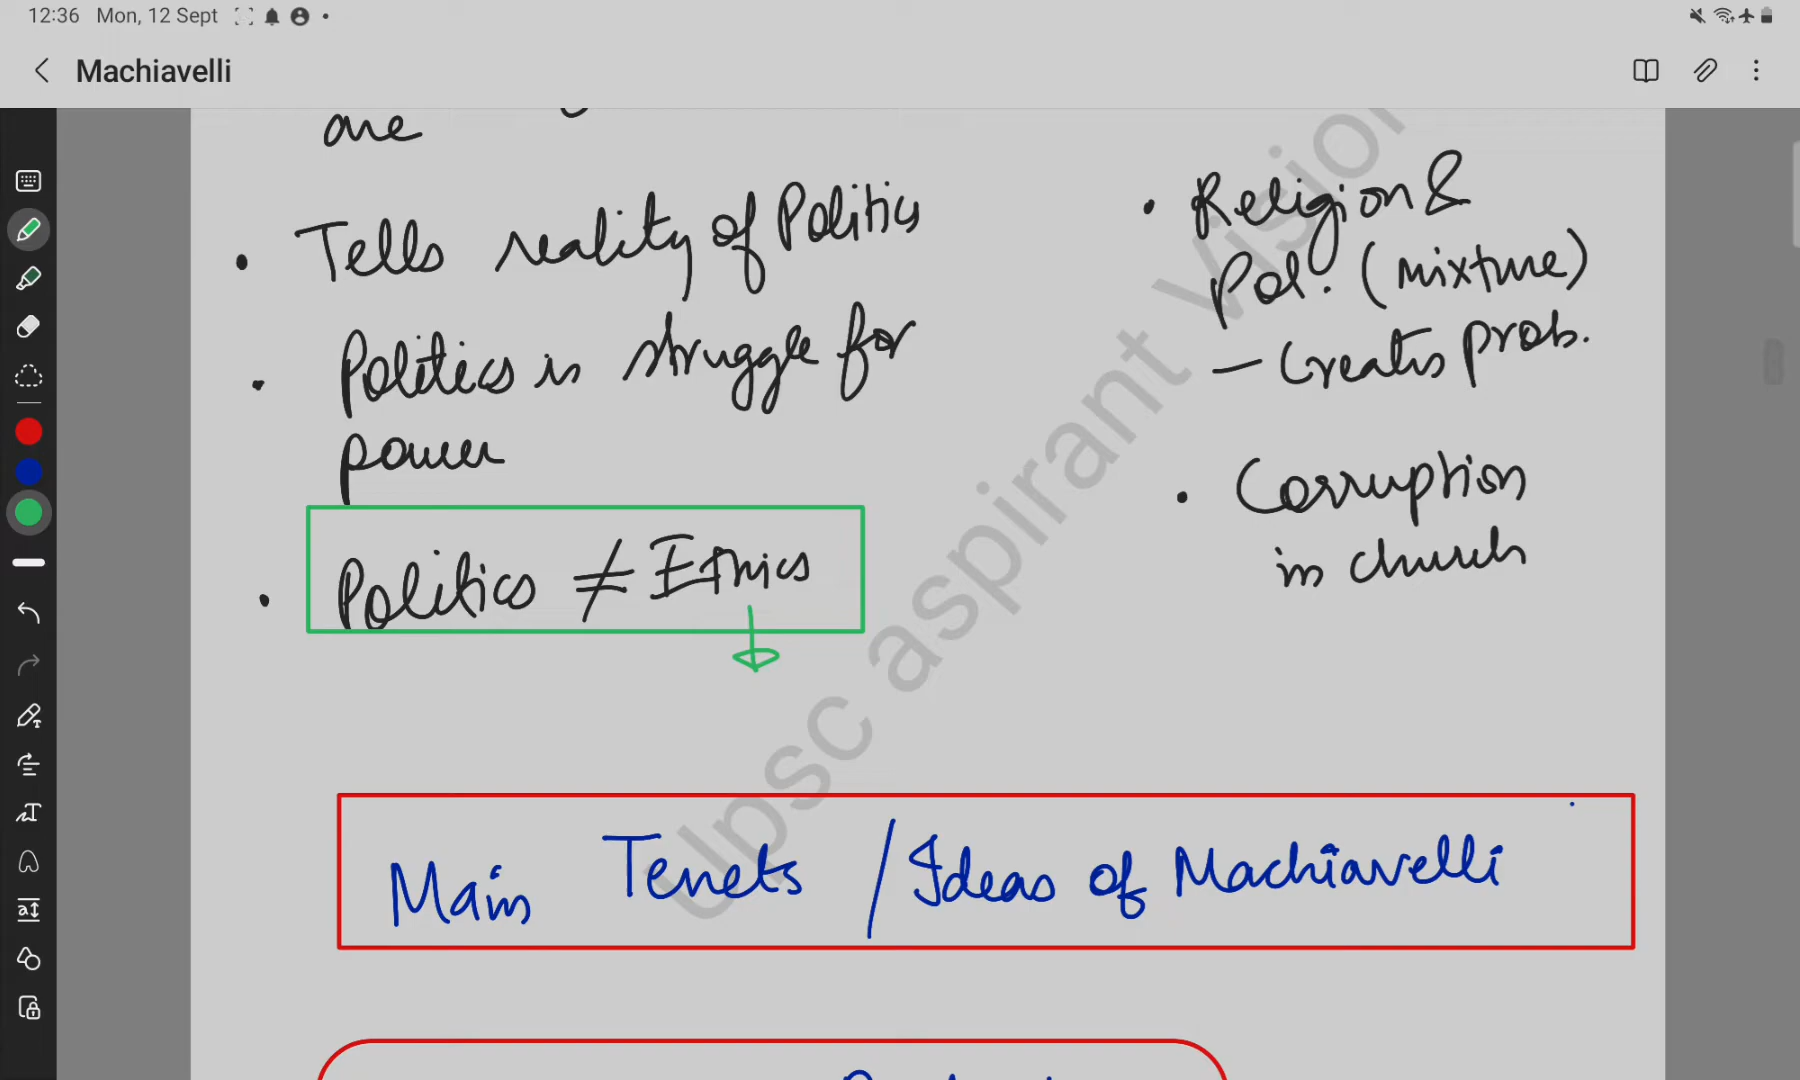 12:36 Mon, 12 Sept
Machiavelli
are
• Tells reality of Politics
• Politics is struggle for
power
• Politics ≠ Ethics
• Religion &
Pol. (mixture)
– Creates prob.
• Corruption
in church
Upsc aspirant Vision
Main Tenets / Ideas of Machiavelli